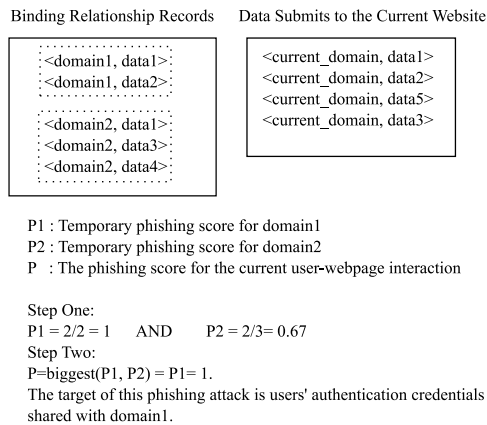 Binding Relationship Records
<domain1, data1>
<domain1, data2>
<domain2, data1>
<domain2, data3>
<domain2, data4>
Data Submits to the Current Website
<current_domain, data1>
<current_domain, data2>
<current_domain, data5>
<current_domain, data3>
P1 : Temporary phishing score for domain1
P2 : Temporary phishing score for domain2
P : The phishing score for the current user-webpage interaction
Step One:
P1 = 2/2 = 1 AND P2 = 2/3= 0.67
Step Two:
P=biggest(P1, P2) = P1= 1.
The target of this phishing attack is users' authentication credentials
shared with domain1.